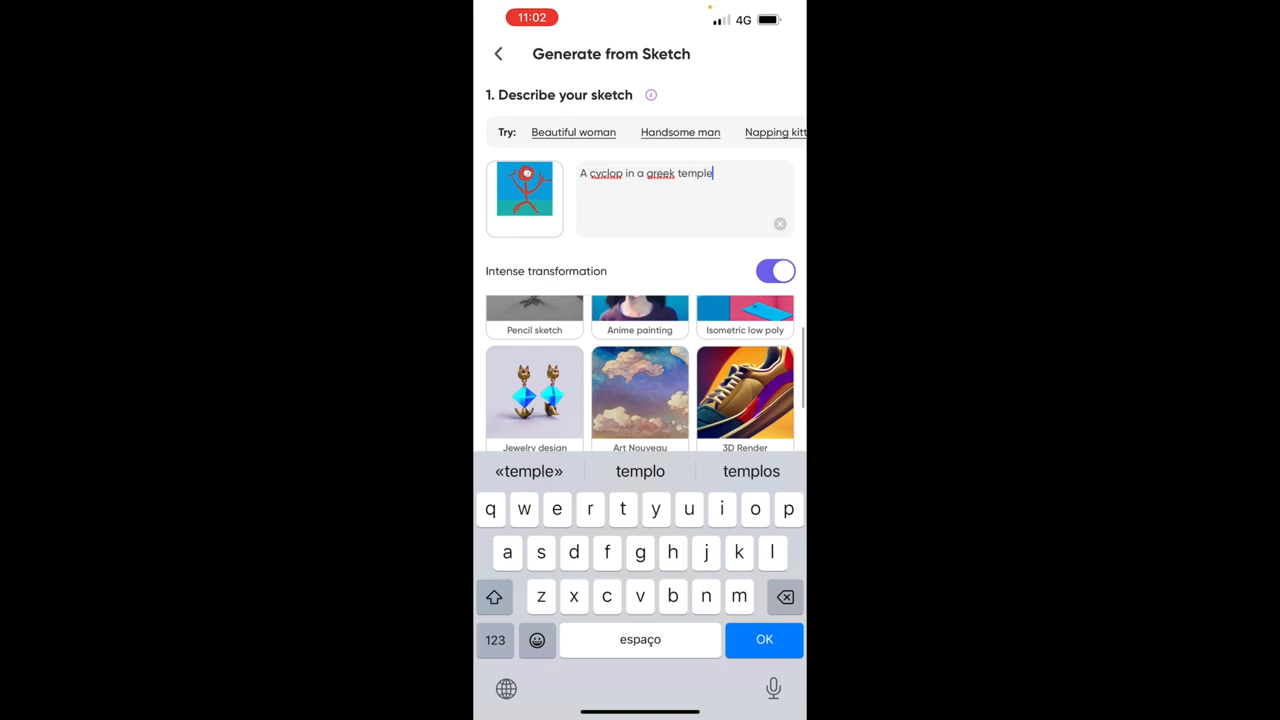 11:02
4G
Generate from Sketch
1. Describe your sketch
Try: Beautiful woman Handsome man Napping kitt
A cyclop in a greek temple
Intense transformation
Pencil sketch Anime painting Isometric low poly
Jewelry design Art Nouveau 3D Render
«temple» templo templos
q w e r t y u i o p
a s d f g h j k l
z x c v b n m
123 espaço OK